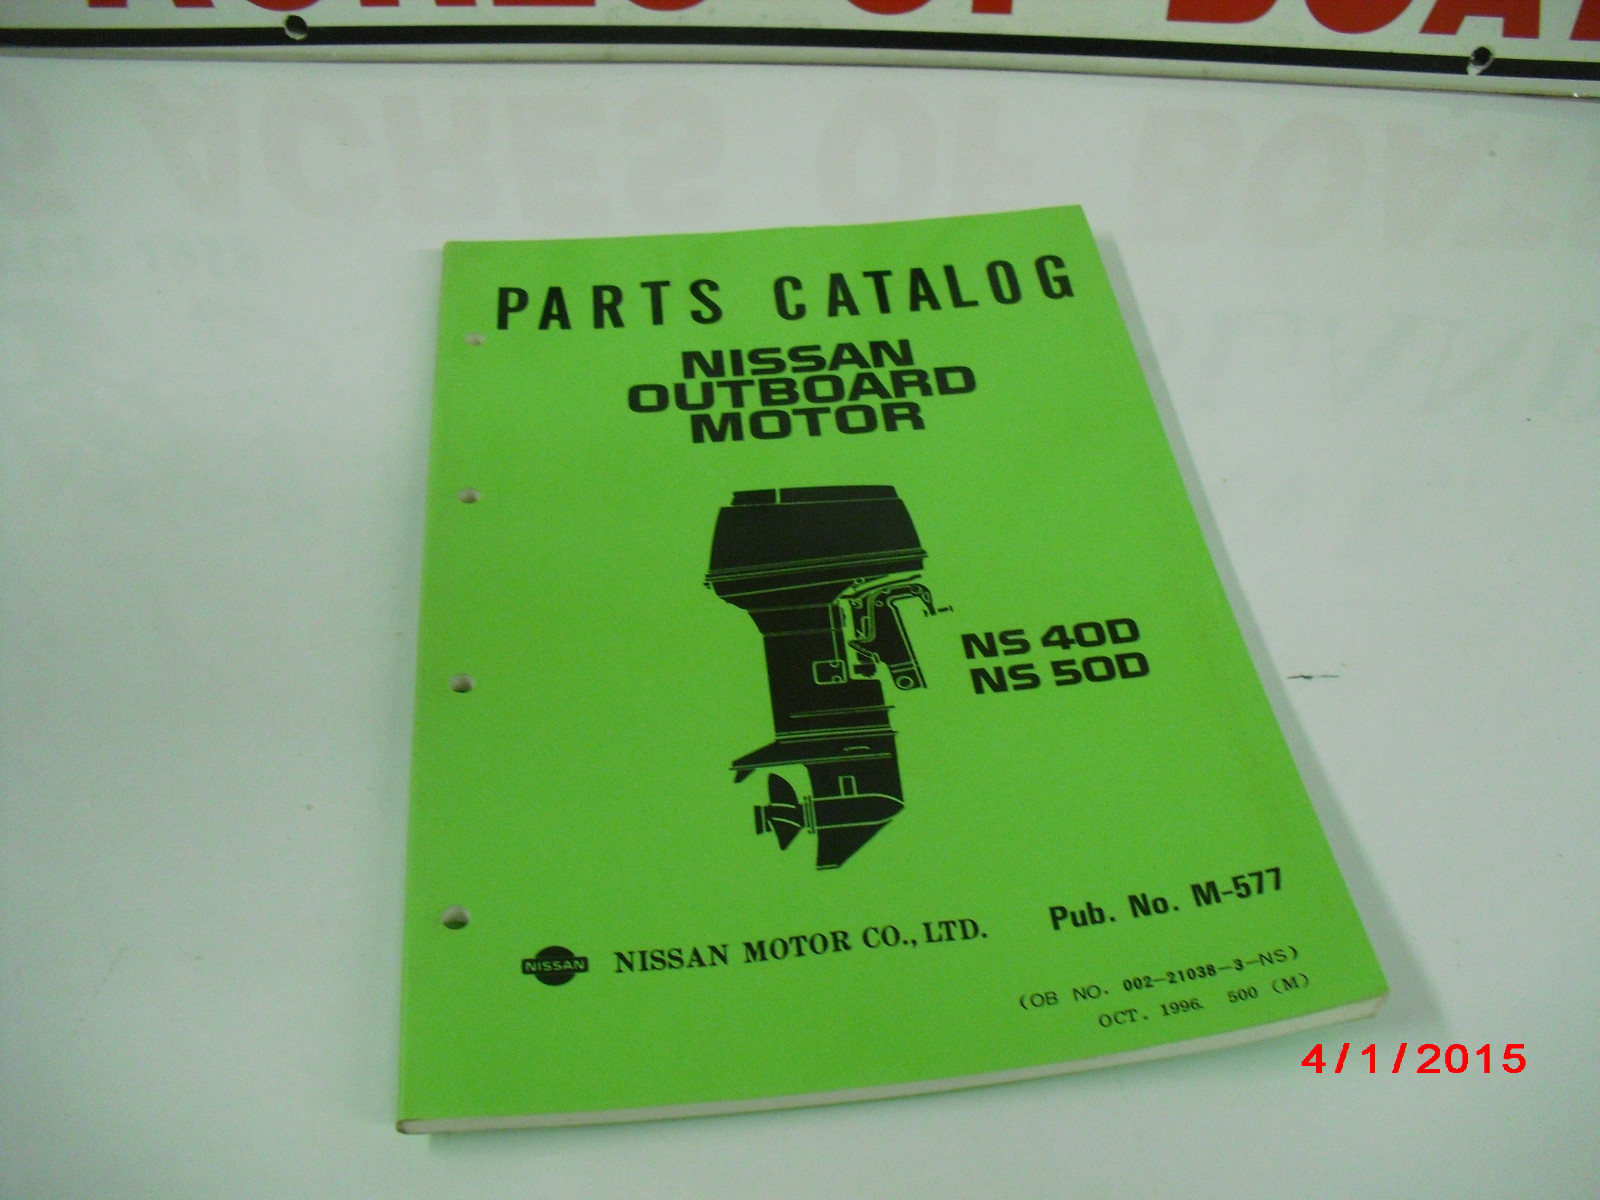 OF
PARTS CATALOG
NISSAN
OUTBOARD
MOTOR
NS 40D
NS 50D
Pub. No. M-577
NISSAN
NISSAN MOTOR CO., LTD.
(OB NO. 002-21038-3-NS)
OCT. 1996. 500 (M)
4/1/2015